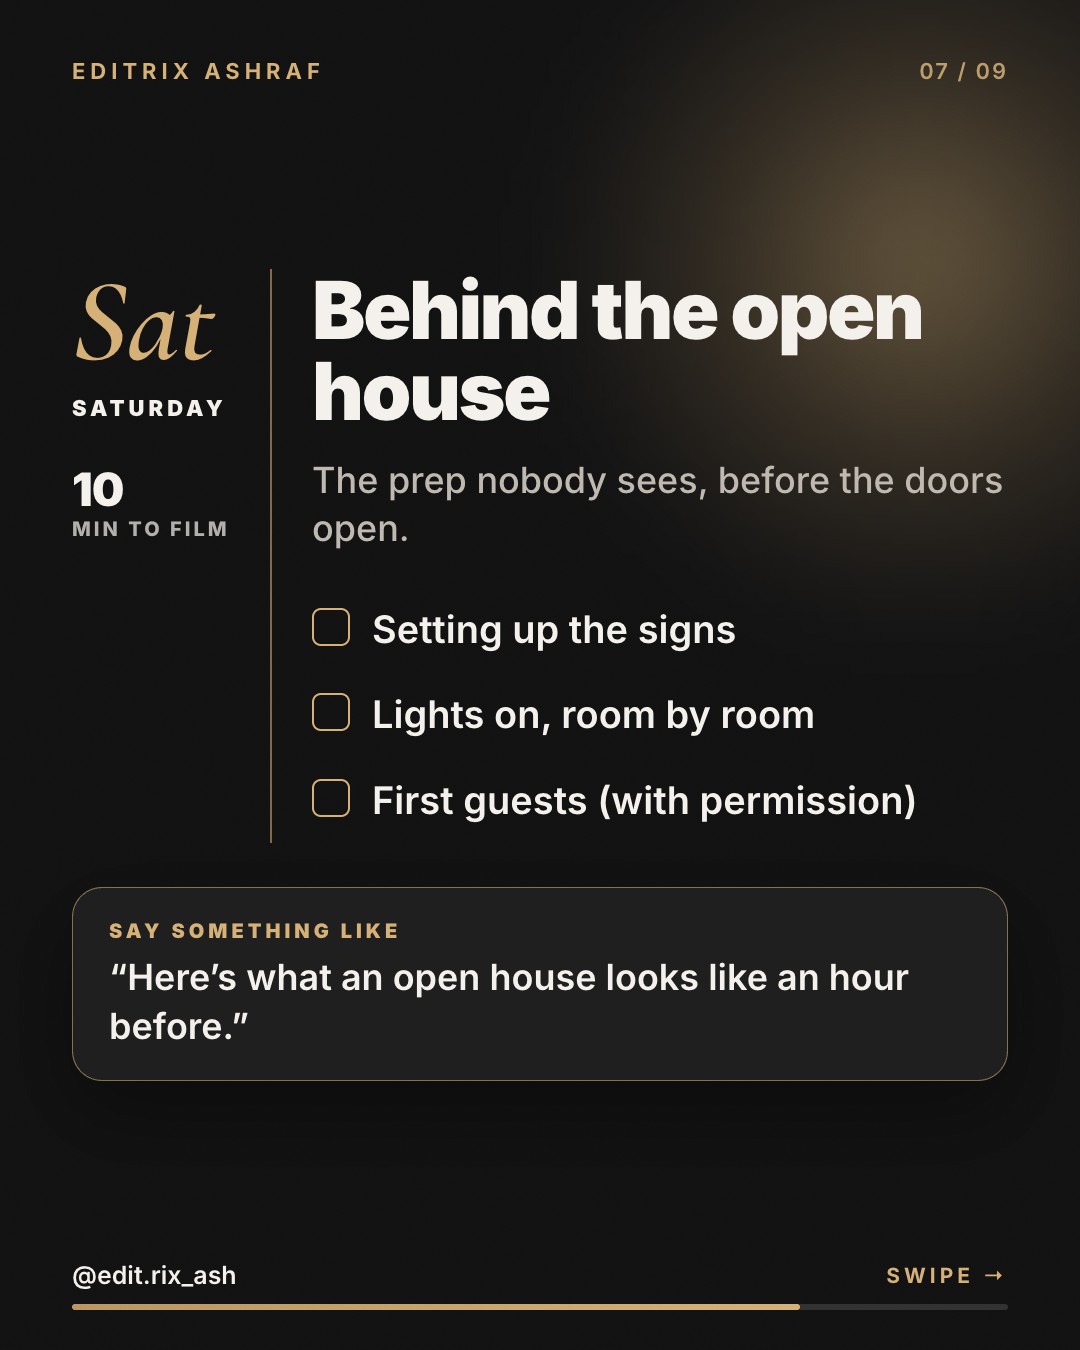 EDITRIX ASHRAF
07 / 09
Sat
SATURDAY
10
MIN TO FILM
Behind the open
house
The prep nobody sees, before the doors
open.
Setting up the signs
Lights on, room by room
First guests (with permission)
SAY SOMETHING LIKE
“Here’s what an open house looks like an hour
before.”
@edit.rix_ash
SWIPE →